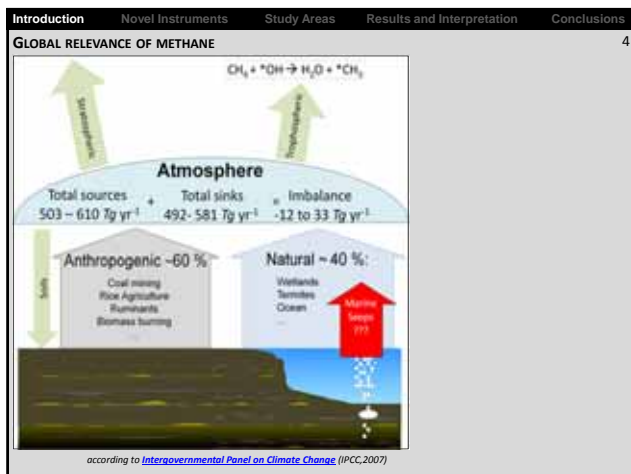 Introduction Novel Instruments Study Areas Results and Interpretation Conclusions
GLOBAL RELEVANCE OF METHANE 4
CH₄ + *OH → H₂O + *CH₃
Stratospheric
Trophospheric
Atmosphere
Total sources + Total sinks = Imbalance
503 – 610 Tg yr⁻¹ 492- 581 Tg yr⁻¹ -12 to 33 Tg yr⁻¹
Soils
Anthropogenic ~60 %
Coal mining
Rice Agriculture
Ruminants
Biomass burning
...
Natural ~ 40 %:
Wetlands
Termites
Ocean
...
Marine
Seeps
???
according to Intergovernmental Panel on Climate Change (IPCC,2007)